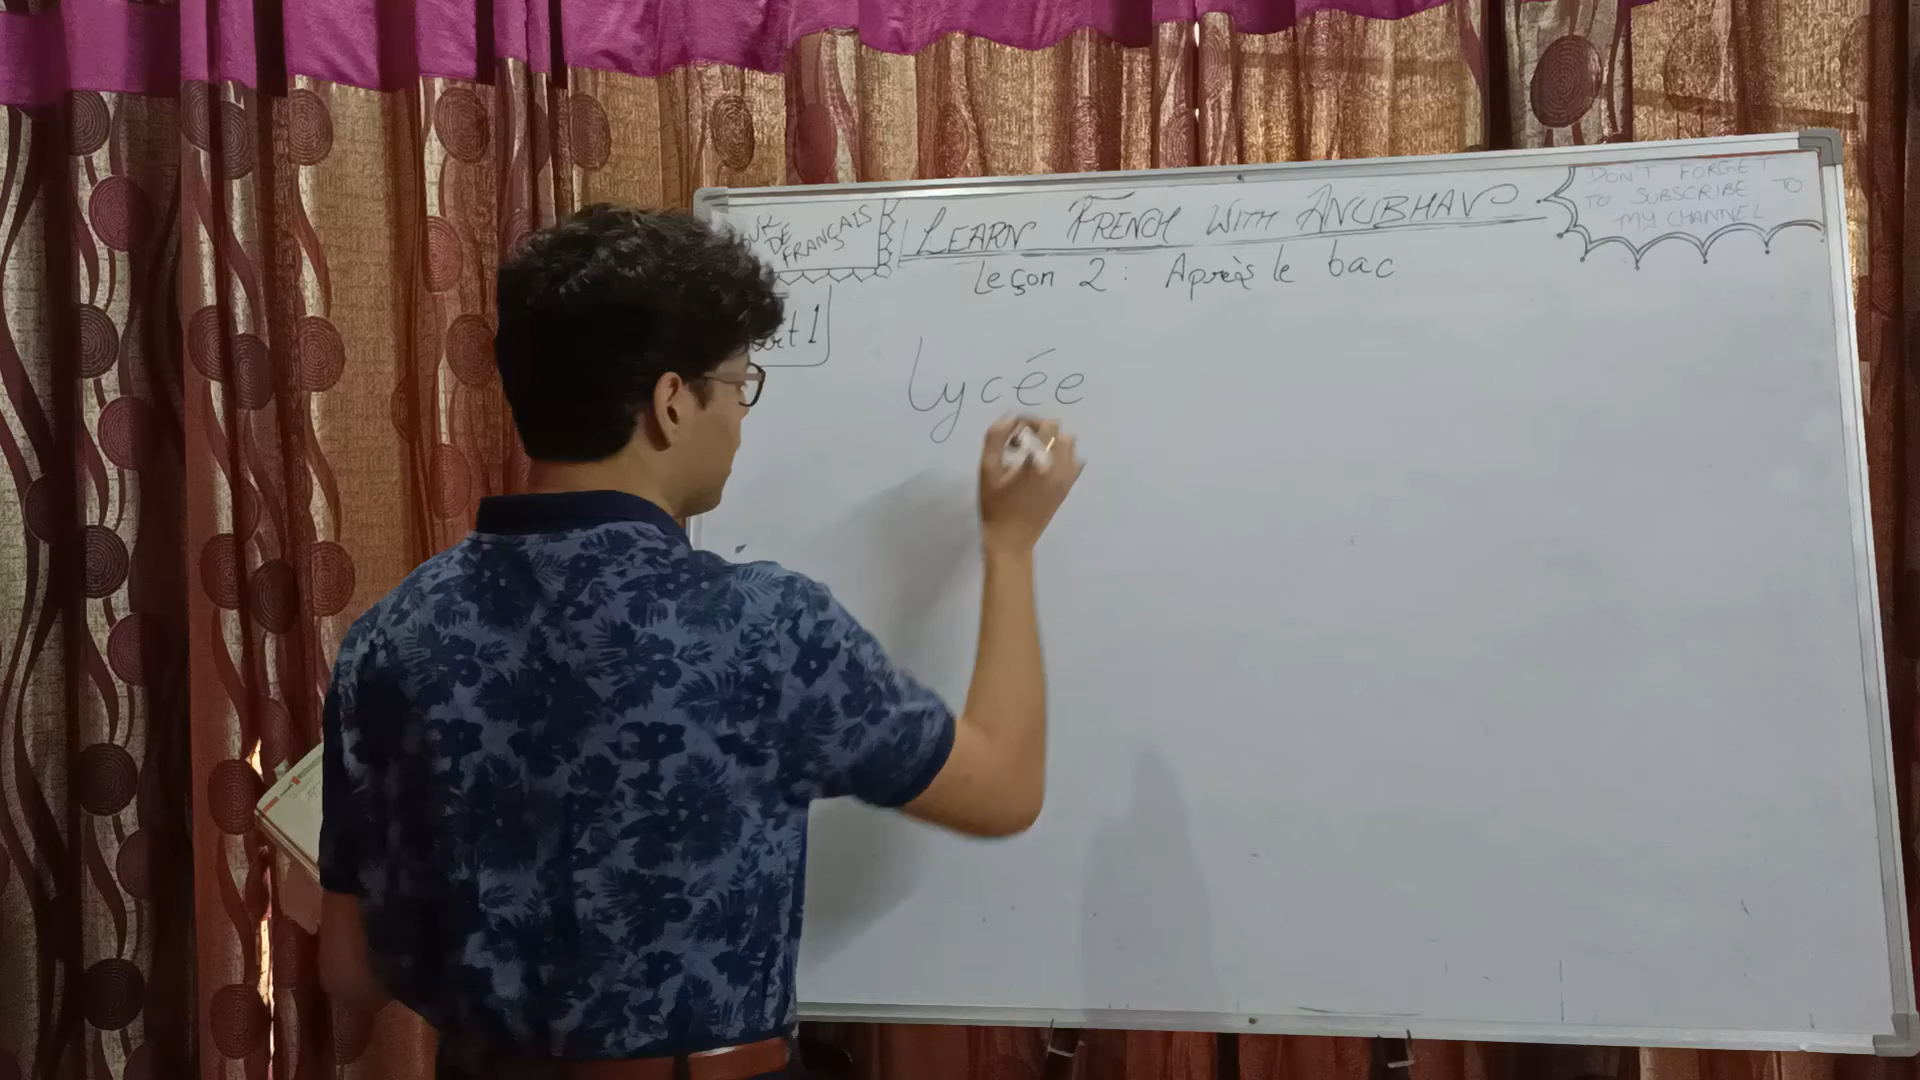 DE
FRANÇAIS
LEARN FRENCH WITH ANUBHAV
DON'T FORGET
TO SUBSCRIBE TO
MY CHANNEL
Leçon 2 : Après le bac
1
Lycée